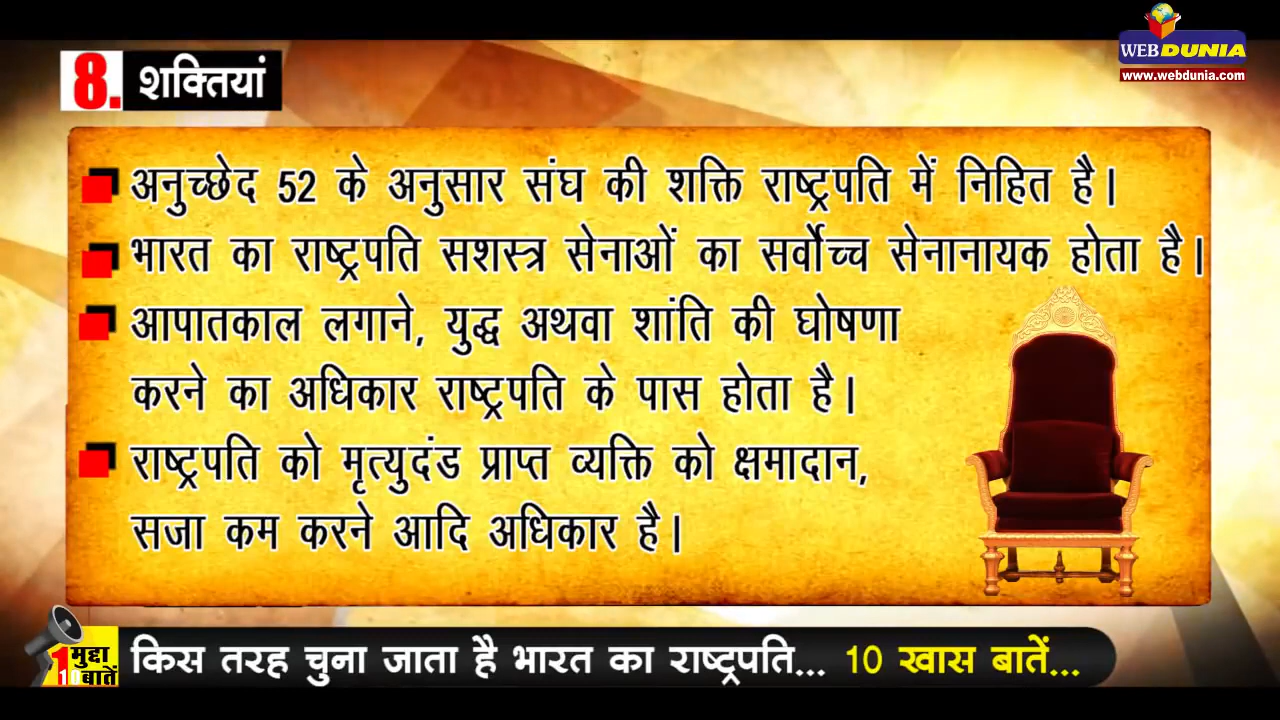 WEBDUNIA
www.webdunia.com
8. शक्तियां
अनुच्छेद 52 के अनुसार संघ की शक्ति राष्ट्रपति में निहित है।
भारत का राष्ट्रपति सशस्त्र सेनाओं का सर्वोच्च सेनानायक होता है।
आपातकाल लगाने, युद्ध अथवा शांति की घोषणा
करने का अधिकार राष्ट्रपति के पास होता है।
राष्ट्रपति को मृत्युदंड प्राप्त व्यक्ति को क्षमादान,
सजा कम करने आदि अधिकार है।
1 मुद्दा
10 बातें
किस तरह चुना जाता है भारत का राष्ट्रपति... 10 खास बातें...